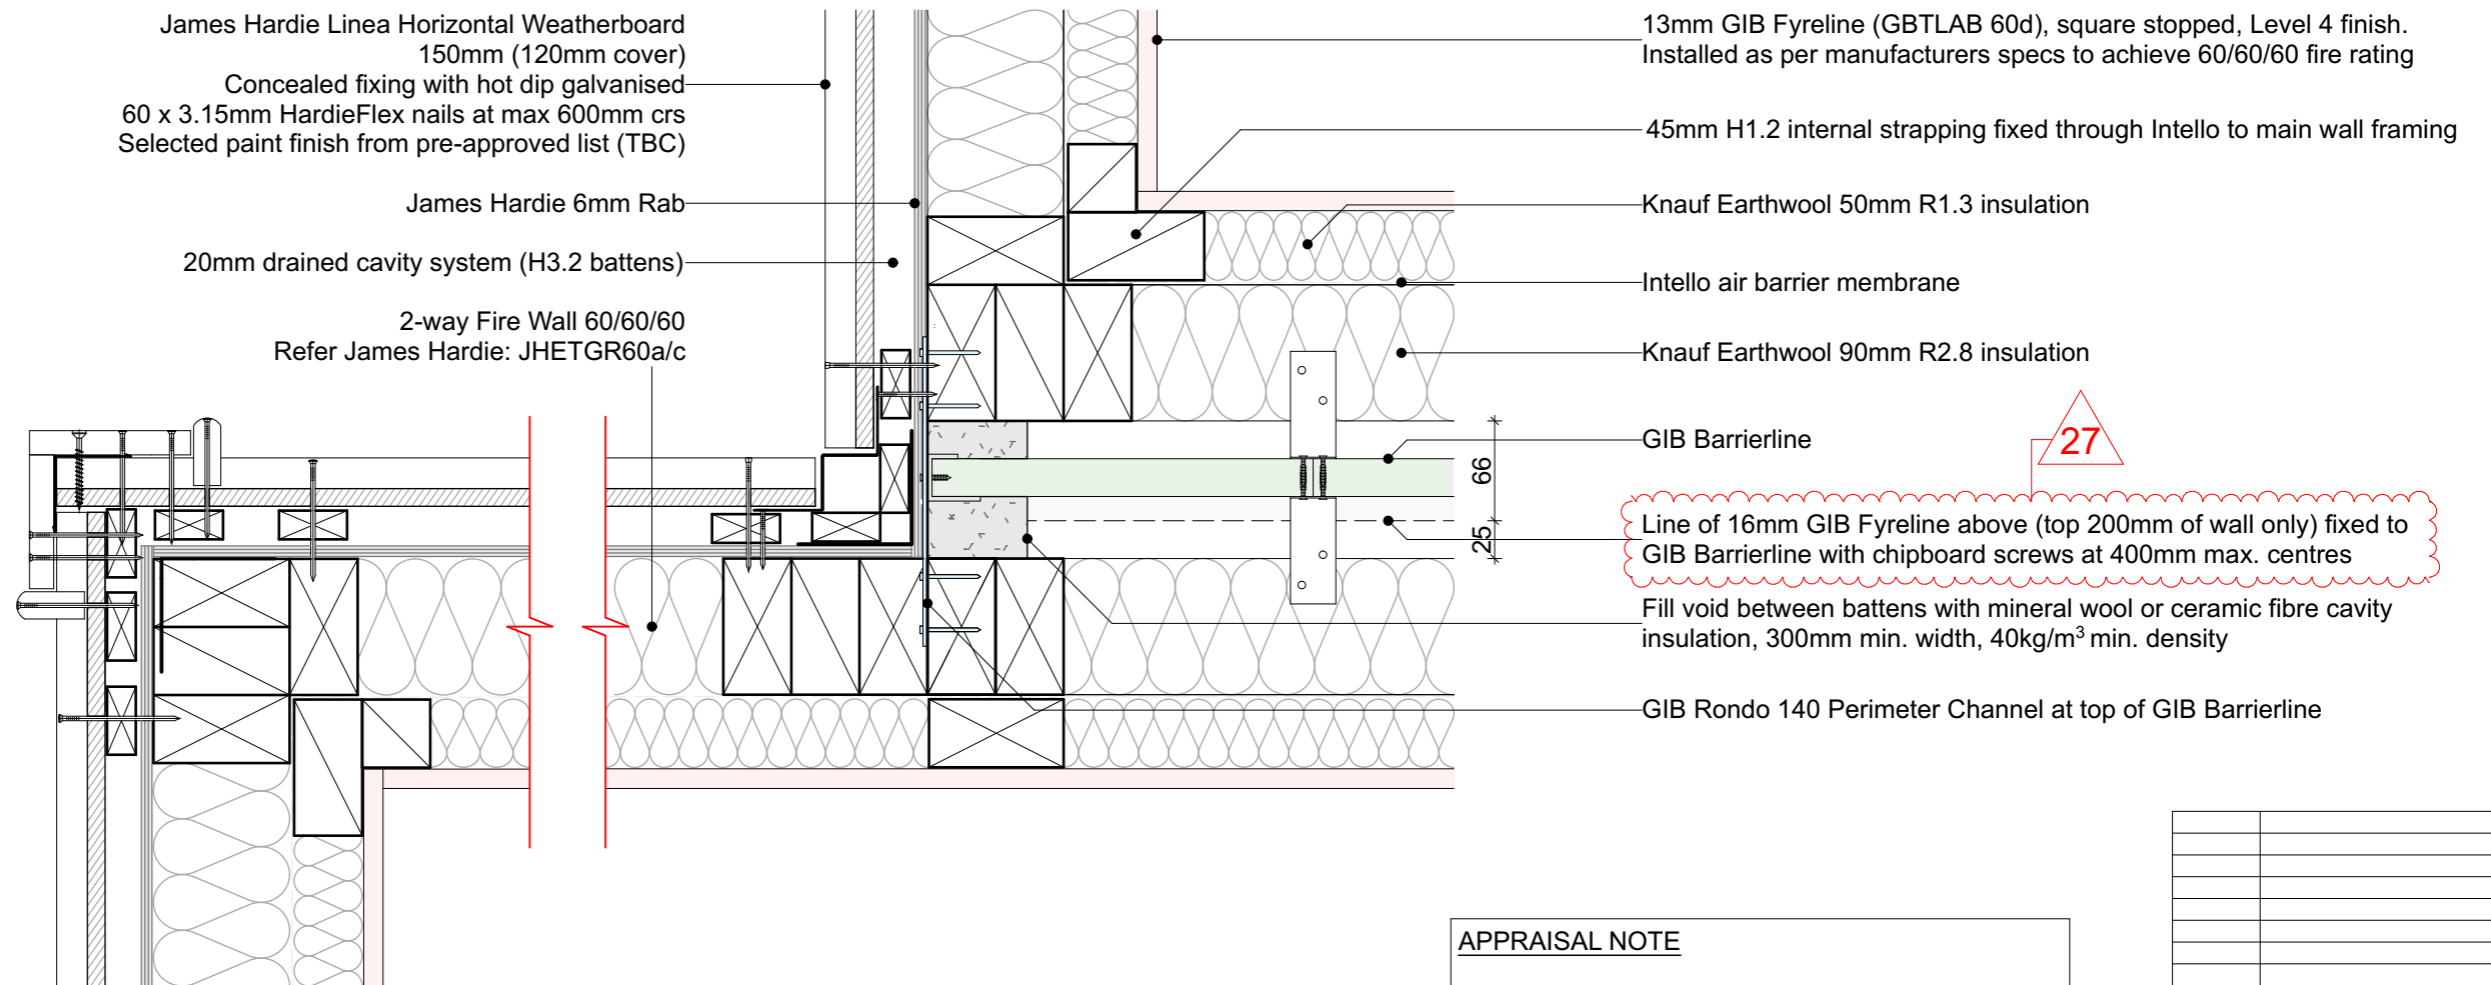 James Hardie Linea Horizontal Weatherboard
150mm (120mm cover)
Concealed fixing with hot dip galvanised
60 x 3.15mm HardieFlex nails at max 600mm crs
Selected paint finish from pre-approved list (TBC)
James Hardie 6mm Rab
20mm drained cavity system (H3.2 battens)
2-way Fire Wall 60/60/60
Refer James Hardie: JHETGR60a/c
13mm GIB Fyreline (GBTLAB 60d), square stopped, Level 4 finish.
Installed as per manufacturers specs to achieve 60/60/60 fire rating
45mm H1.2 internal strapping fixed through Intello to main wall framing
Knauf Earthwool 50mm R1.3 insulation
Intello air barrier membrane
Knauf Earthwool 90mm R2.8 insulation
GIB Barrierline
27
66
25
Line of 16mm GIB Fyreline above (top 200mm of wall only) fixed to
GIB Barrierline with chipboard screws at 400mm max. centres
Fill void between battens with mineral wool or ceramic fibre cavity
insulation, 300mm min. width, 40kg/m³ min. density
GIB Rondo 140 Perimeter Channel at top of GIB Barrierline
APPRAISAL NOTE